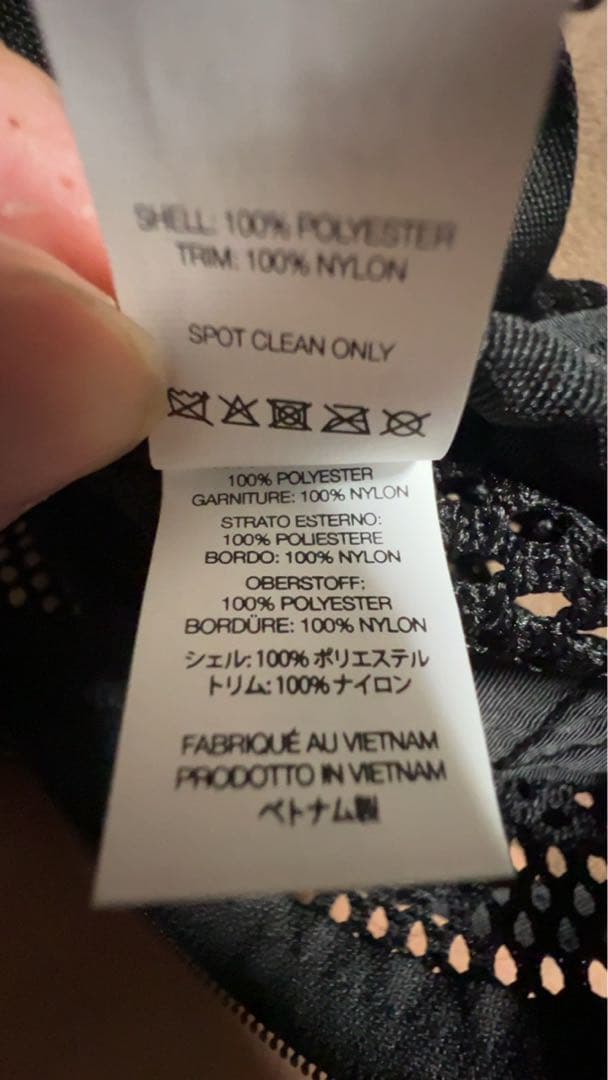 SHELL: 100% POLYESTER
TRIM: 100% NYLON
SPOT CLEAN ONLY
100% POLYESTER
GARNITURE: 100% NYLON
STRATO ESTERNO:
100% POLIESTERE
BORDO: 100% NYLON
OBERSTOFF:
100% POLYESTER
BORDÜRE: 100% NYLON
シェル: 100% ポリエステル
トリム: 100% ナイロン
FABRIQUÉ AU VIETNAM
PRODOTTO IN VIETNAM
ベトナム製